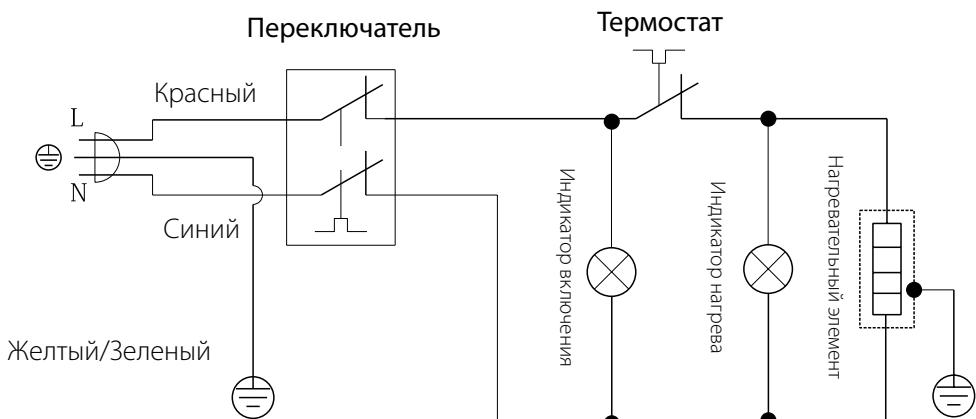 Переключатель
Термостат
Красный
L
N
Синий
Желтый/Зеленый
Индикатор включения
Индикатор нагрева
Нагревательный элемент